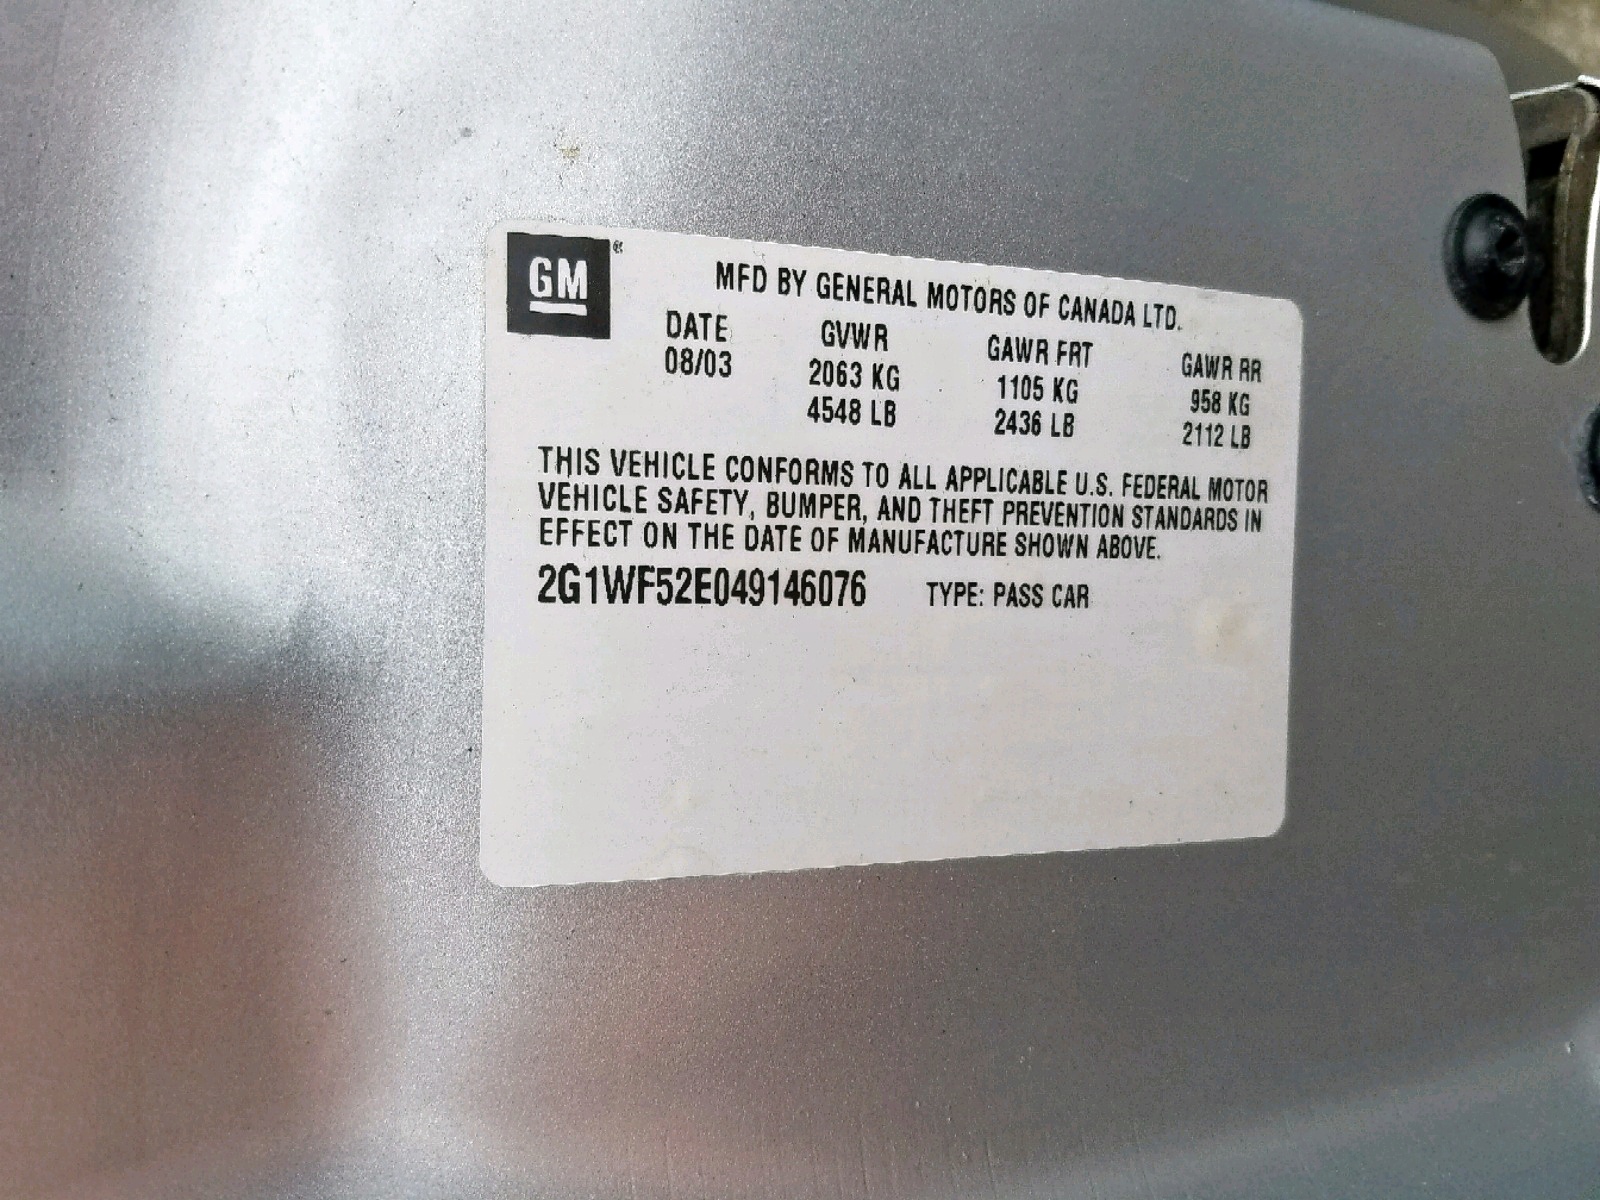 GM®
MFD BY GENERAL MOTORS OF CANADA LTD.
DATE GVWR GAWR FRT GAWR RR
08/03 2063 KG 1105 KG 958 KG
4548 LB 2436 LB 2112 LB
THIS VEHICLE CONFORMS TO ALL APPLICABLE U.S. FEDERAL MOTOR
VEHICLE SAFETY, BUMPER, AND THEFT PREVENTION STANDARDS IN
EFFECT ON THE DATE OF MANUFACTURE SHOWN ABOVE.
2G1WF52E049146076 TYPE: PASS CAR